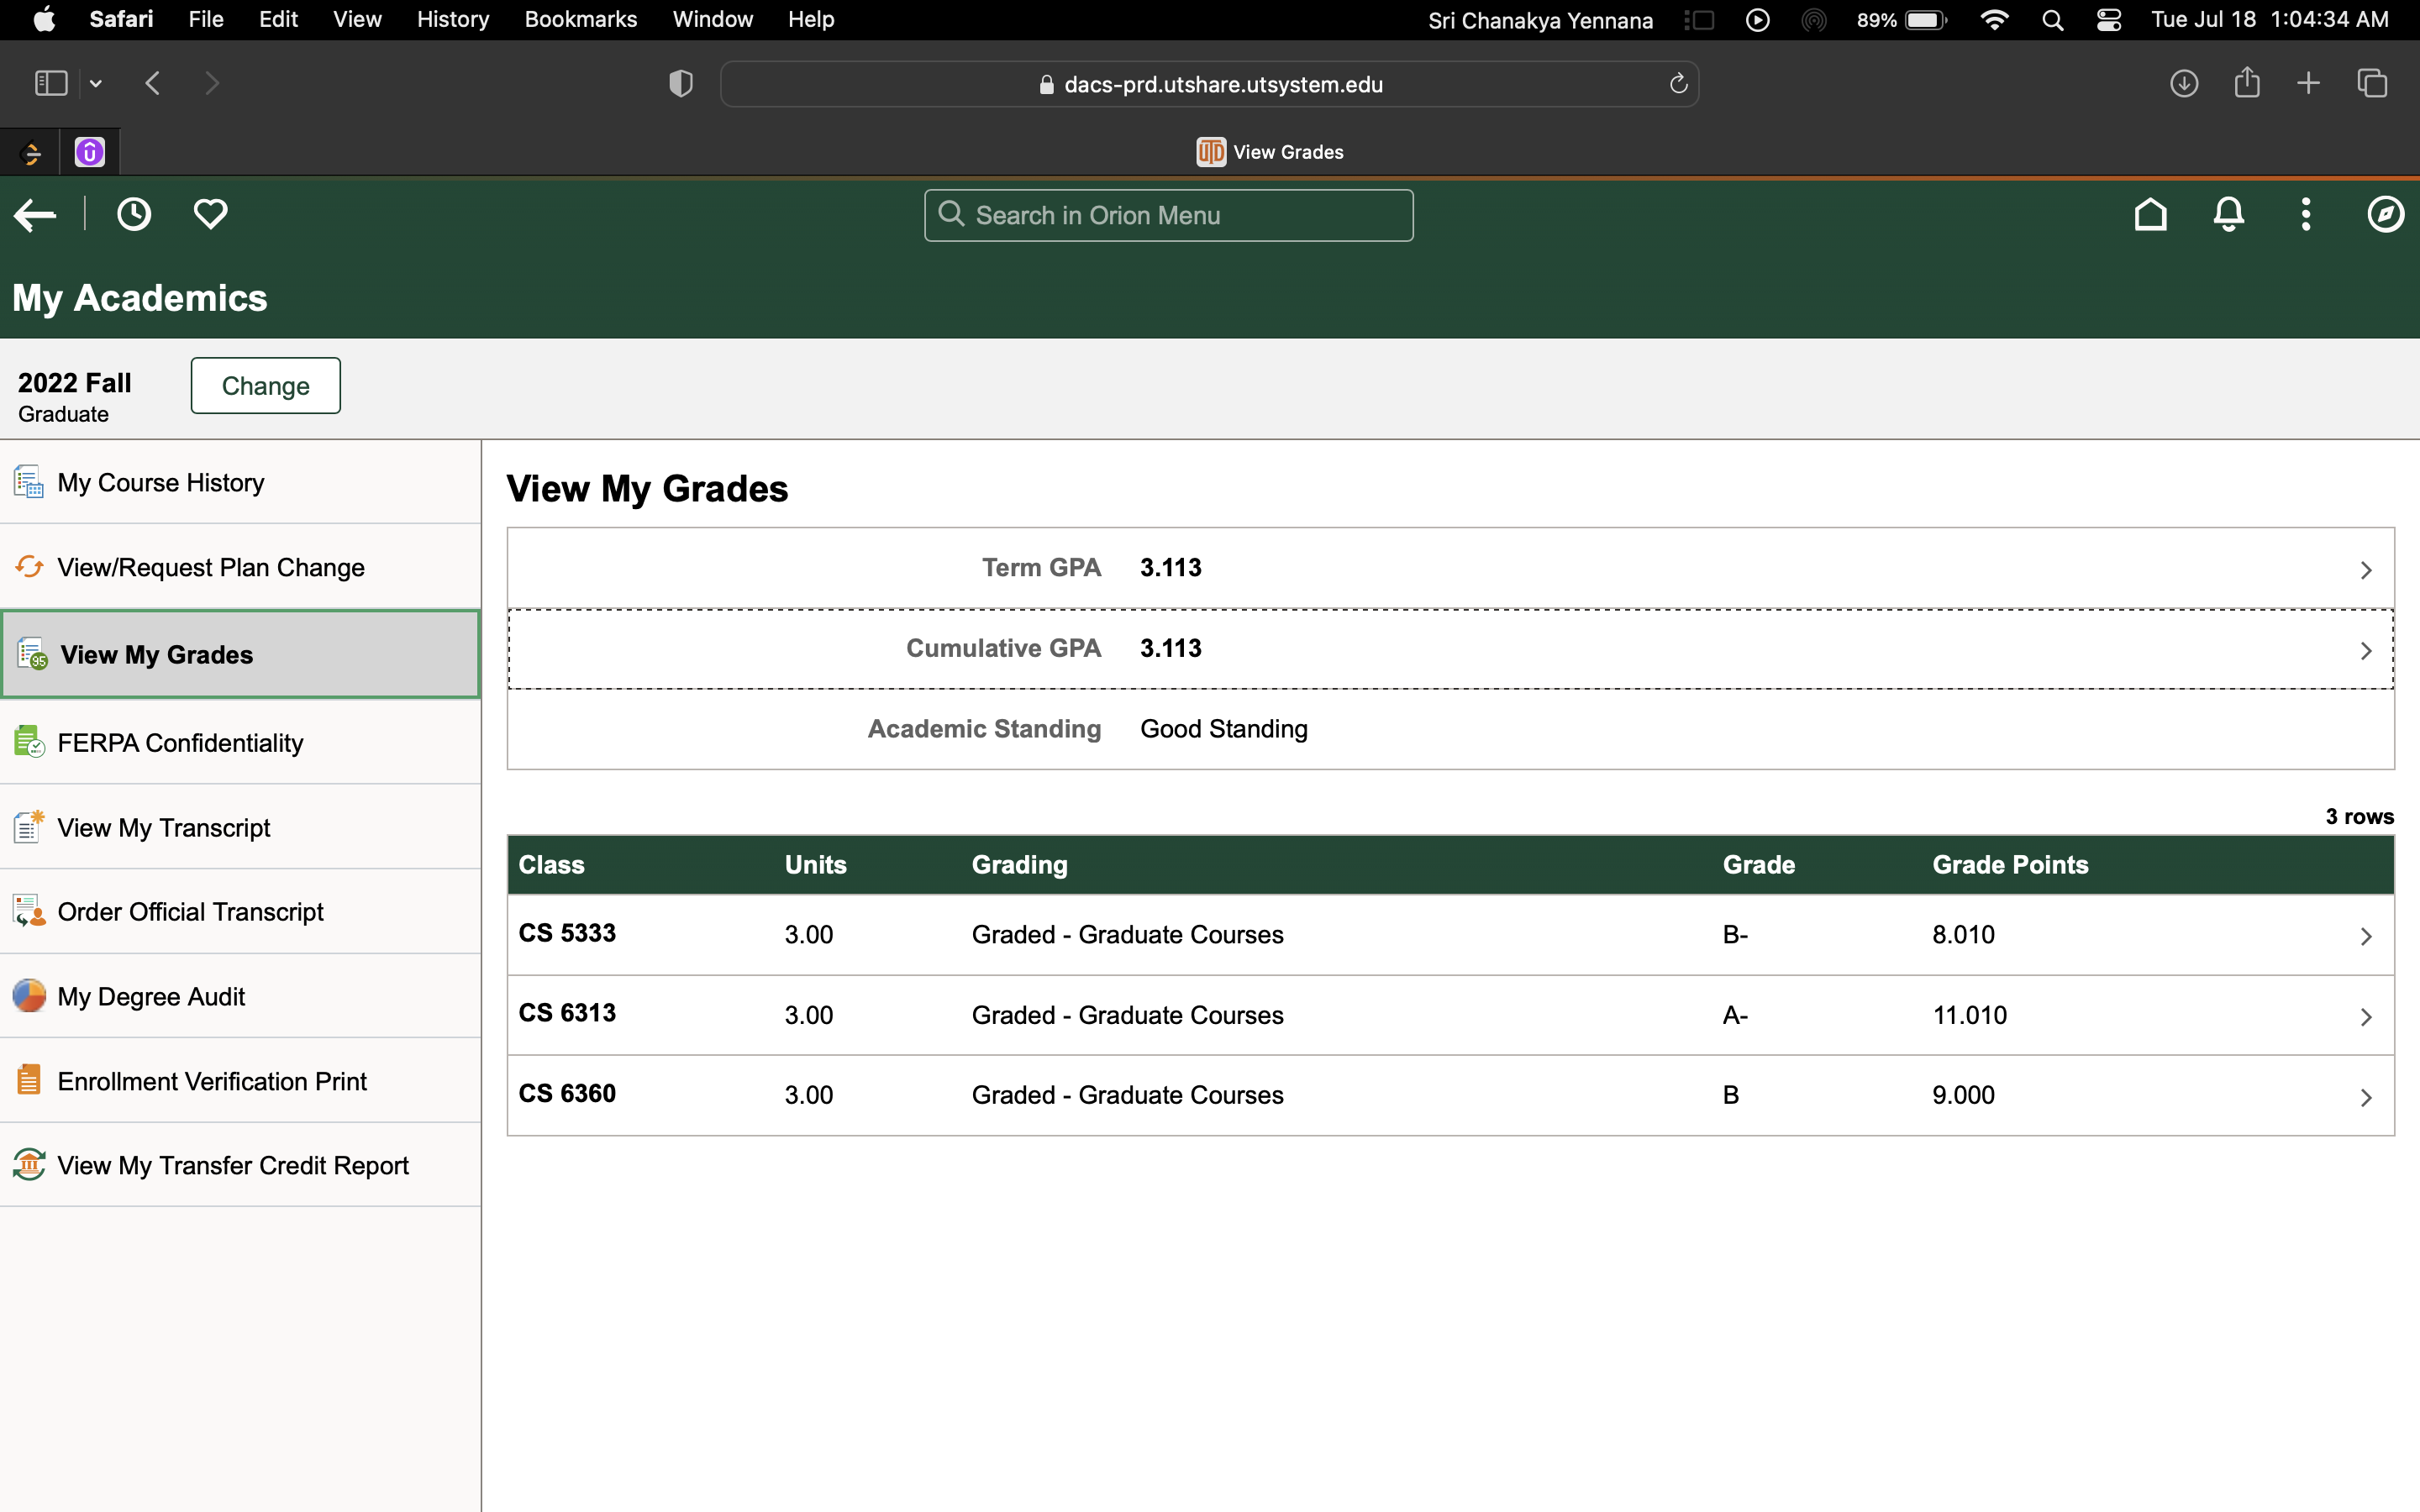 Safari File Edit View History Bookmarks Window Help Sri Chanakya Yennana 89% Tue Jul 18 1:04:34 AM
dacs-prd.utshare.utsystem.edu
UTD View Grades
Search in Orion Menu
My Academics
2022 Fall
Change
Graduate
My Course History
View/Request Plan Change
95 View My Grades
FERPA Confidentiality
View My Transcript
Order Official Transcript
My Degree Audit
Enrollment Verification Print
View My Transfer Credit Report
View My Grades
Term GPA 3.113
Cumulative GPA 3.113
Academic Standing Good Standing
3 rows
Class Units Grading Grade Grade Points
CS 5333 3.00 Graded - Graduate Courses B- 8.010
CS 6313 3.00 Graded - Graduate Courses A- 11.010
CS 6360 3.00 Graded - Graduate Courses B 9.000